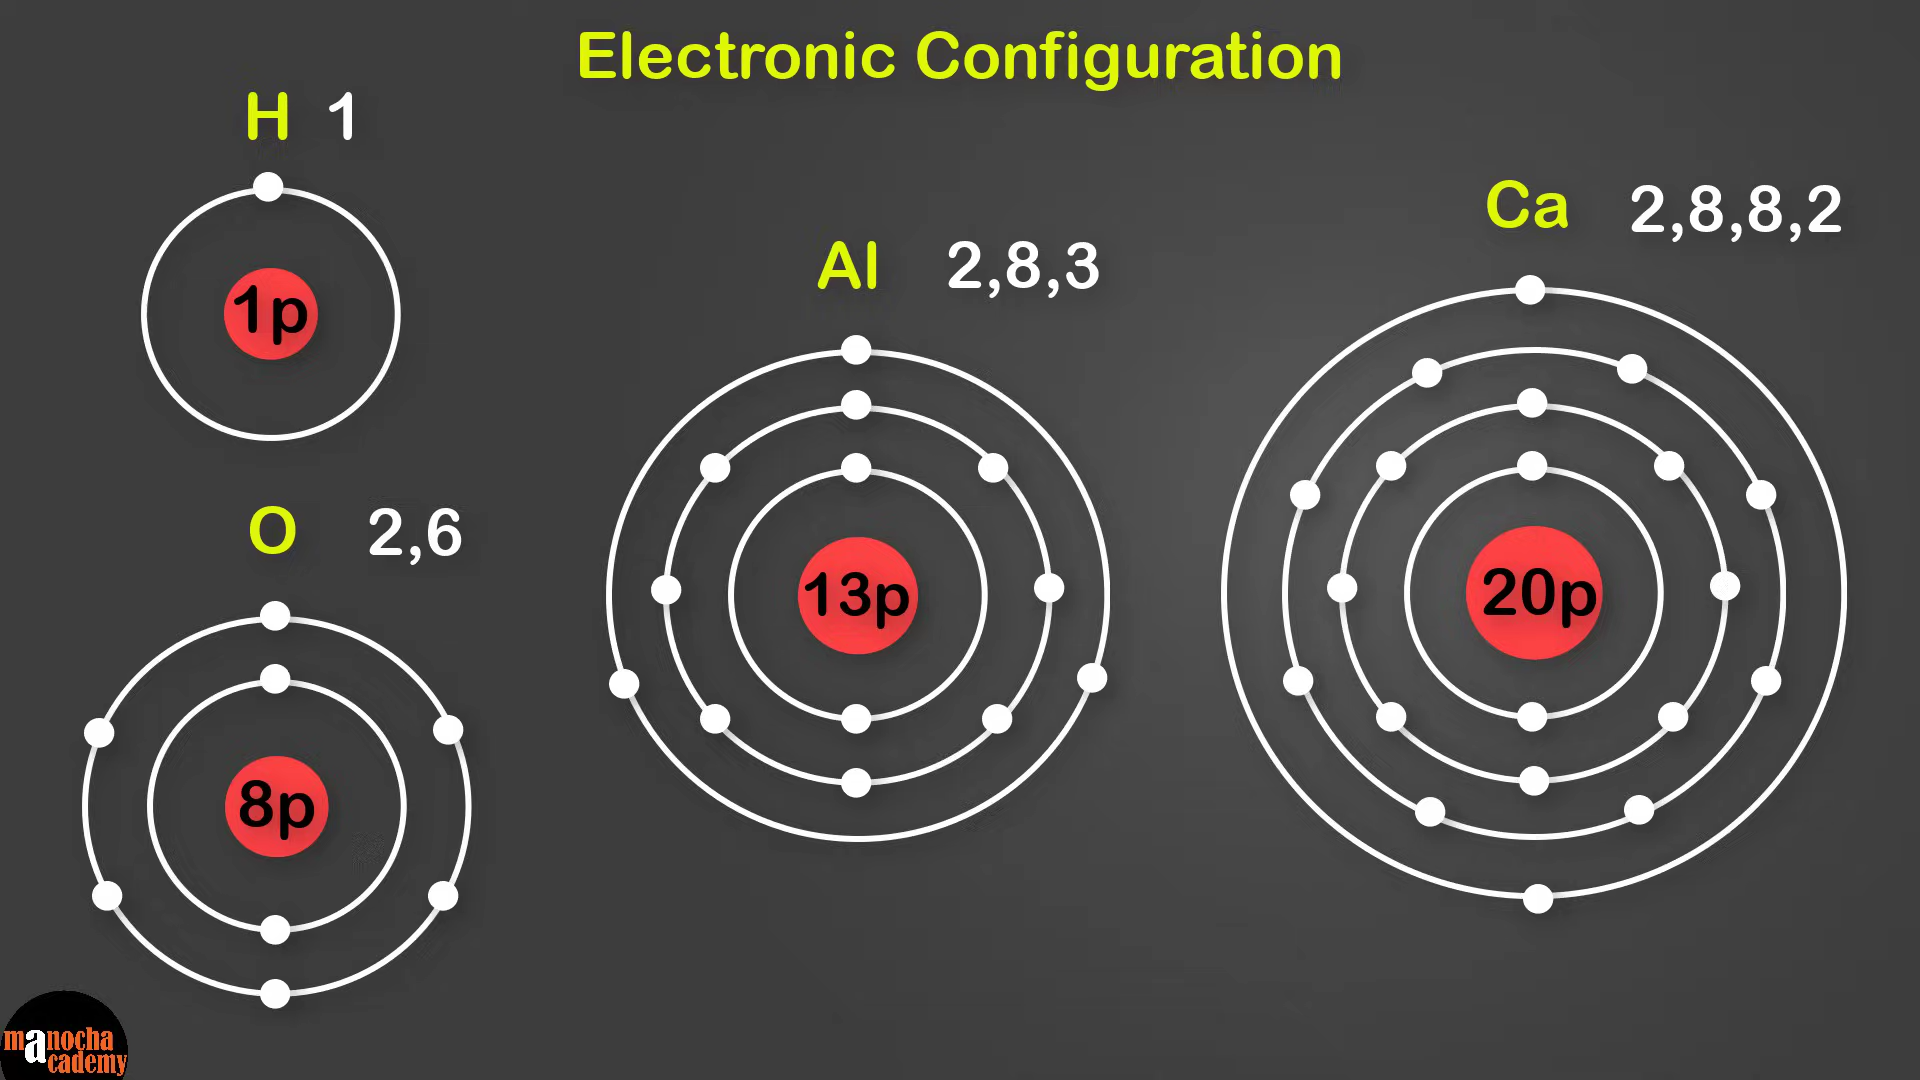 Electronic Configuration
H 1
1p
O 2,6
8p
Al 2,8,3
13p
Ca 2,8,8,2
20p
manocha
academy